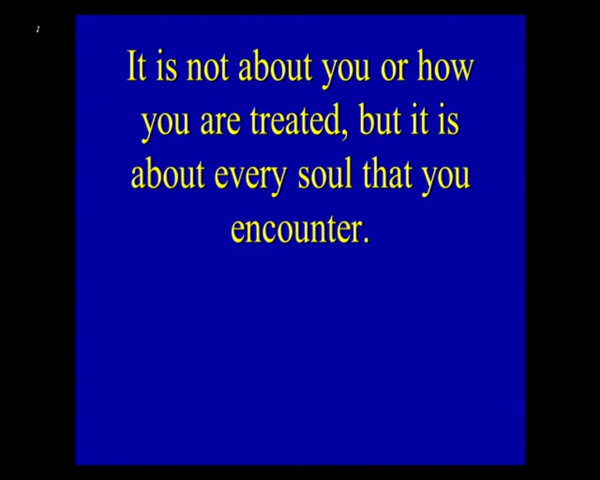 It is not about you or how
you are treated, but it is
about every soul that you
encounter.